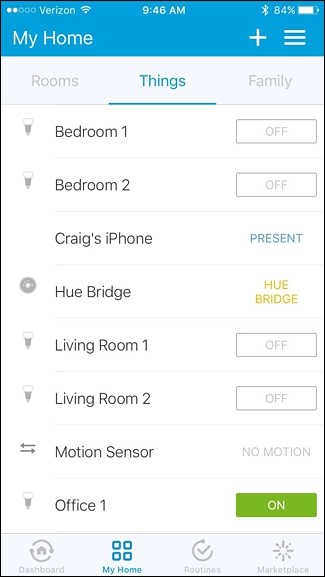 Verizon 9:46 AM 84%
My Home
Rooms Things Family
Bedroom 1 OFF
Bedroom 2 OFF
Craig's iPhone PRESENT
Hue Bridge HUE
BRIDGE
Living Room 1 OFF
Living Room 2 OFF
Motion Sensor NO MOTION
Office 1 ON
Dashboard My Home Routines Marketplace